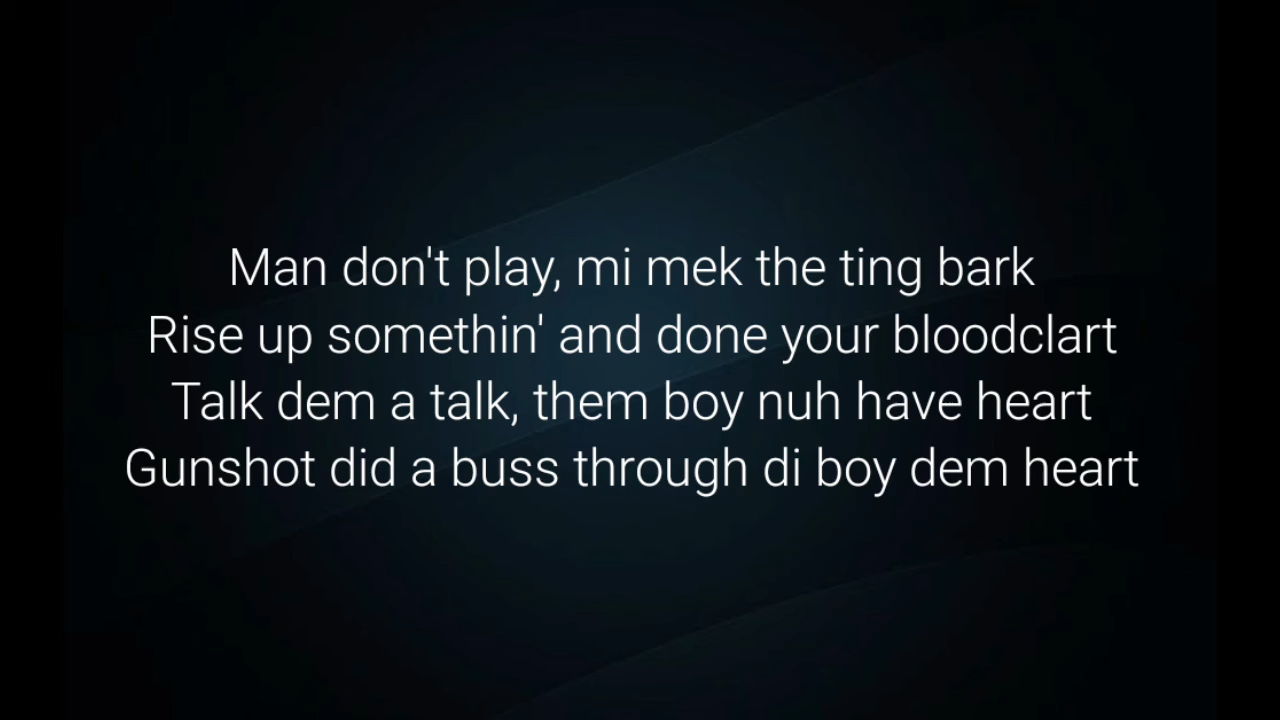 Man don't play, mi mek the ting bark
Rise up somethin' and done your bloodclart
Talk dem a talk, them boy nuh have heart
Gunshot did a buss through di boy dem heart